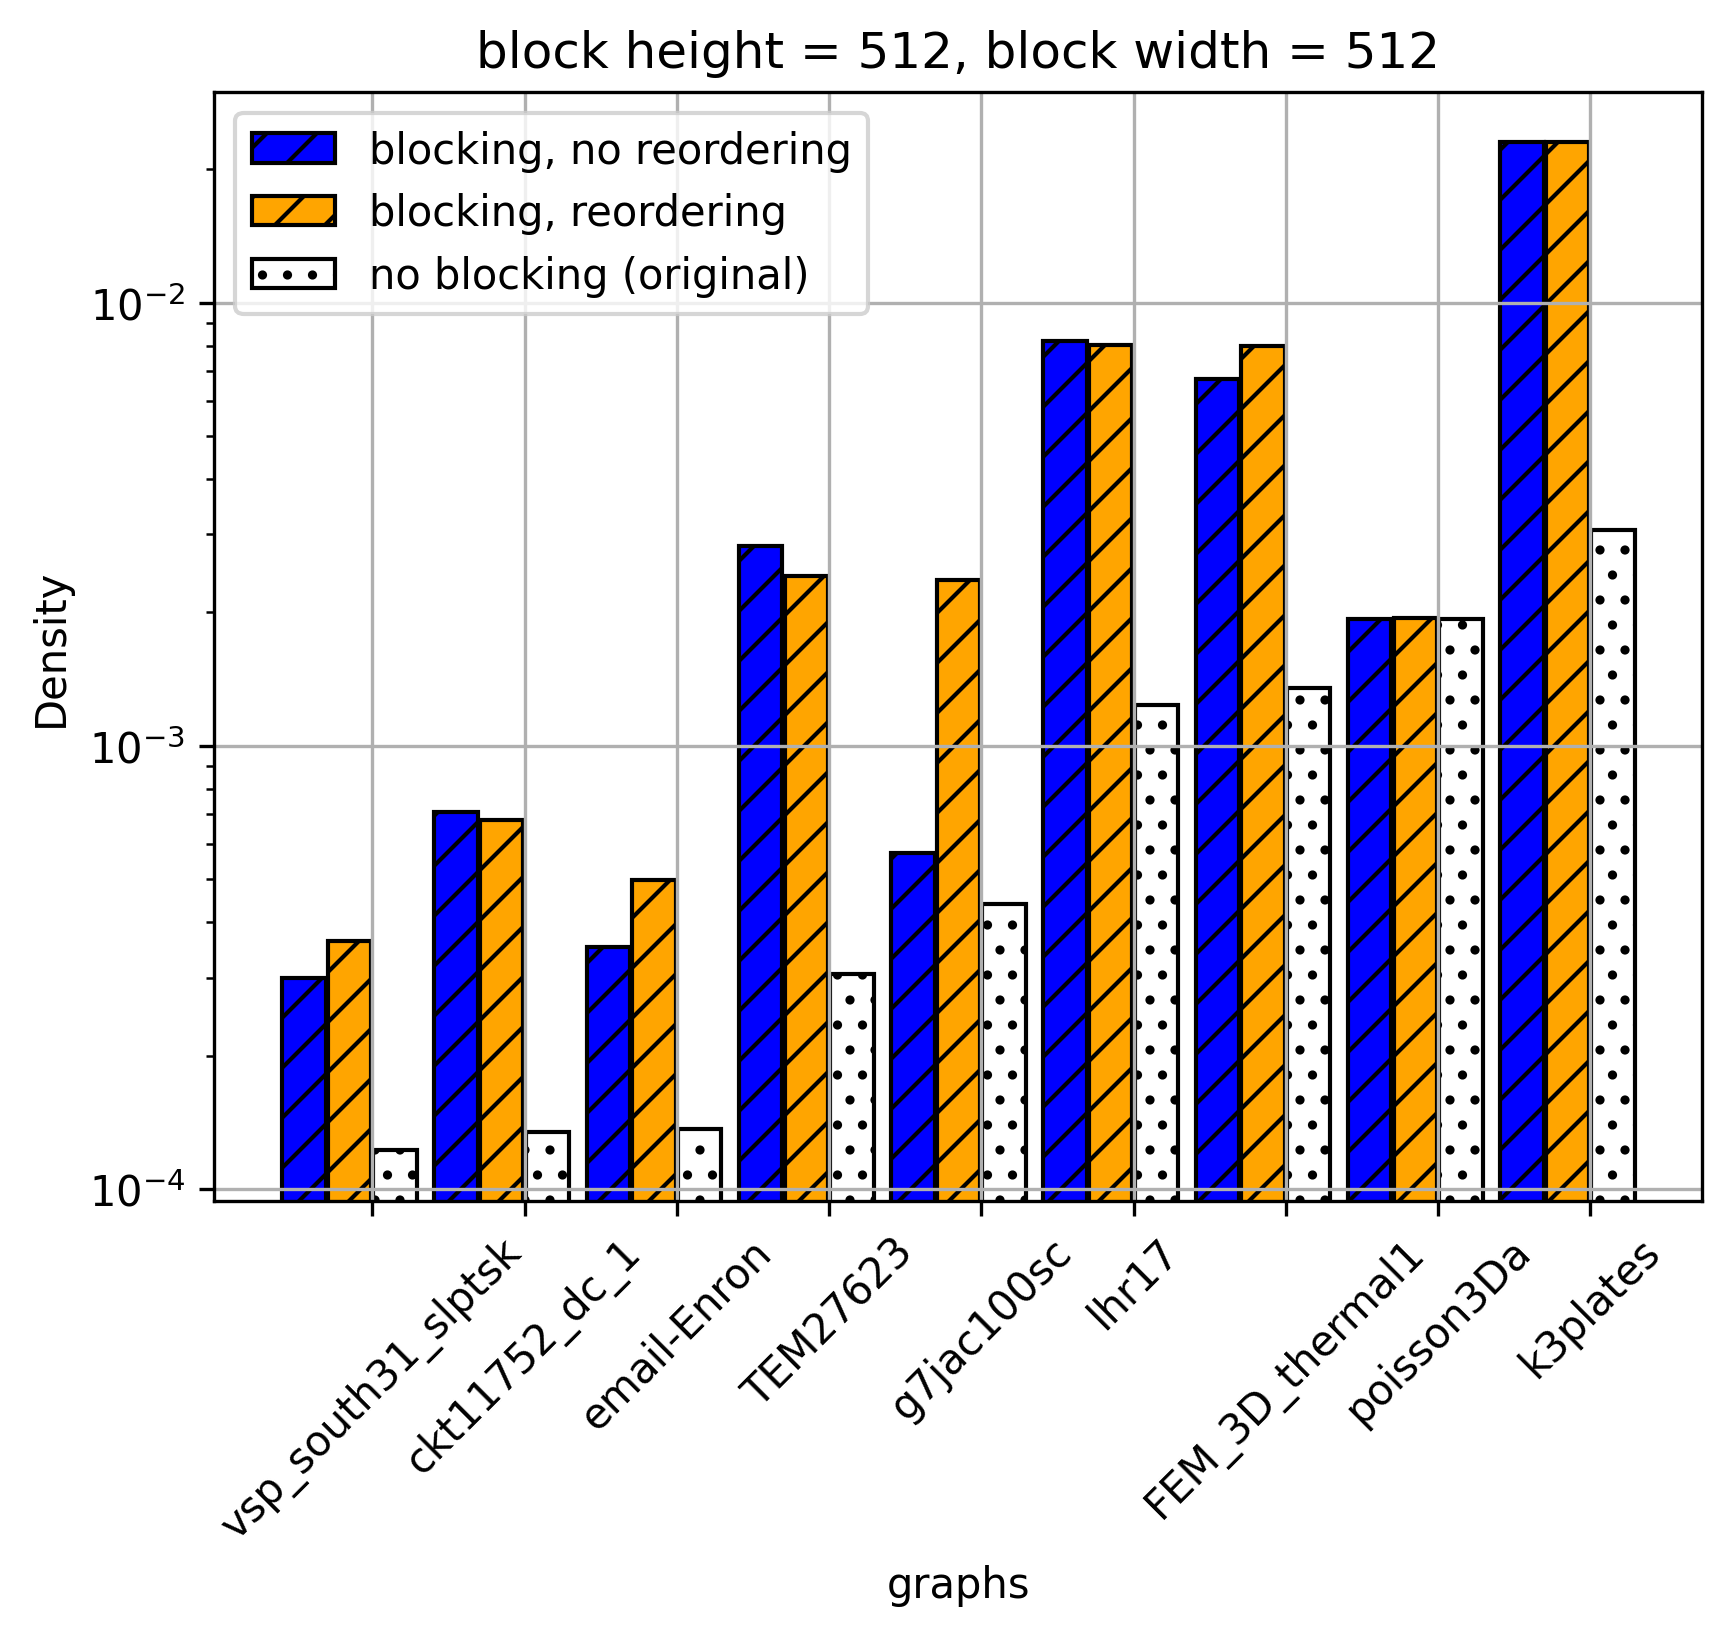 block height = 512, block width = 512
blocking, no reordering
blocking, reordering
no blocking (original)
Density
10⁻²
10⁻³
10⁻⁴
vsp_south31_slptsk
ckt11752_dc_1
email-Enron
TEM27623
g7jac100sc
lhr17
FEM_3D_thermal1
poisson3Da
k3plates
graphs